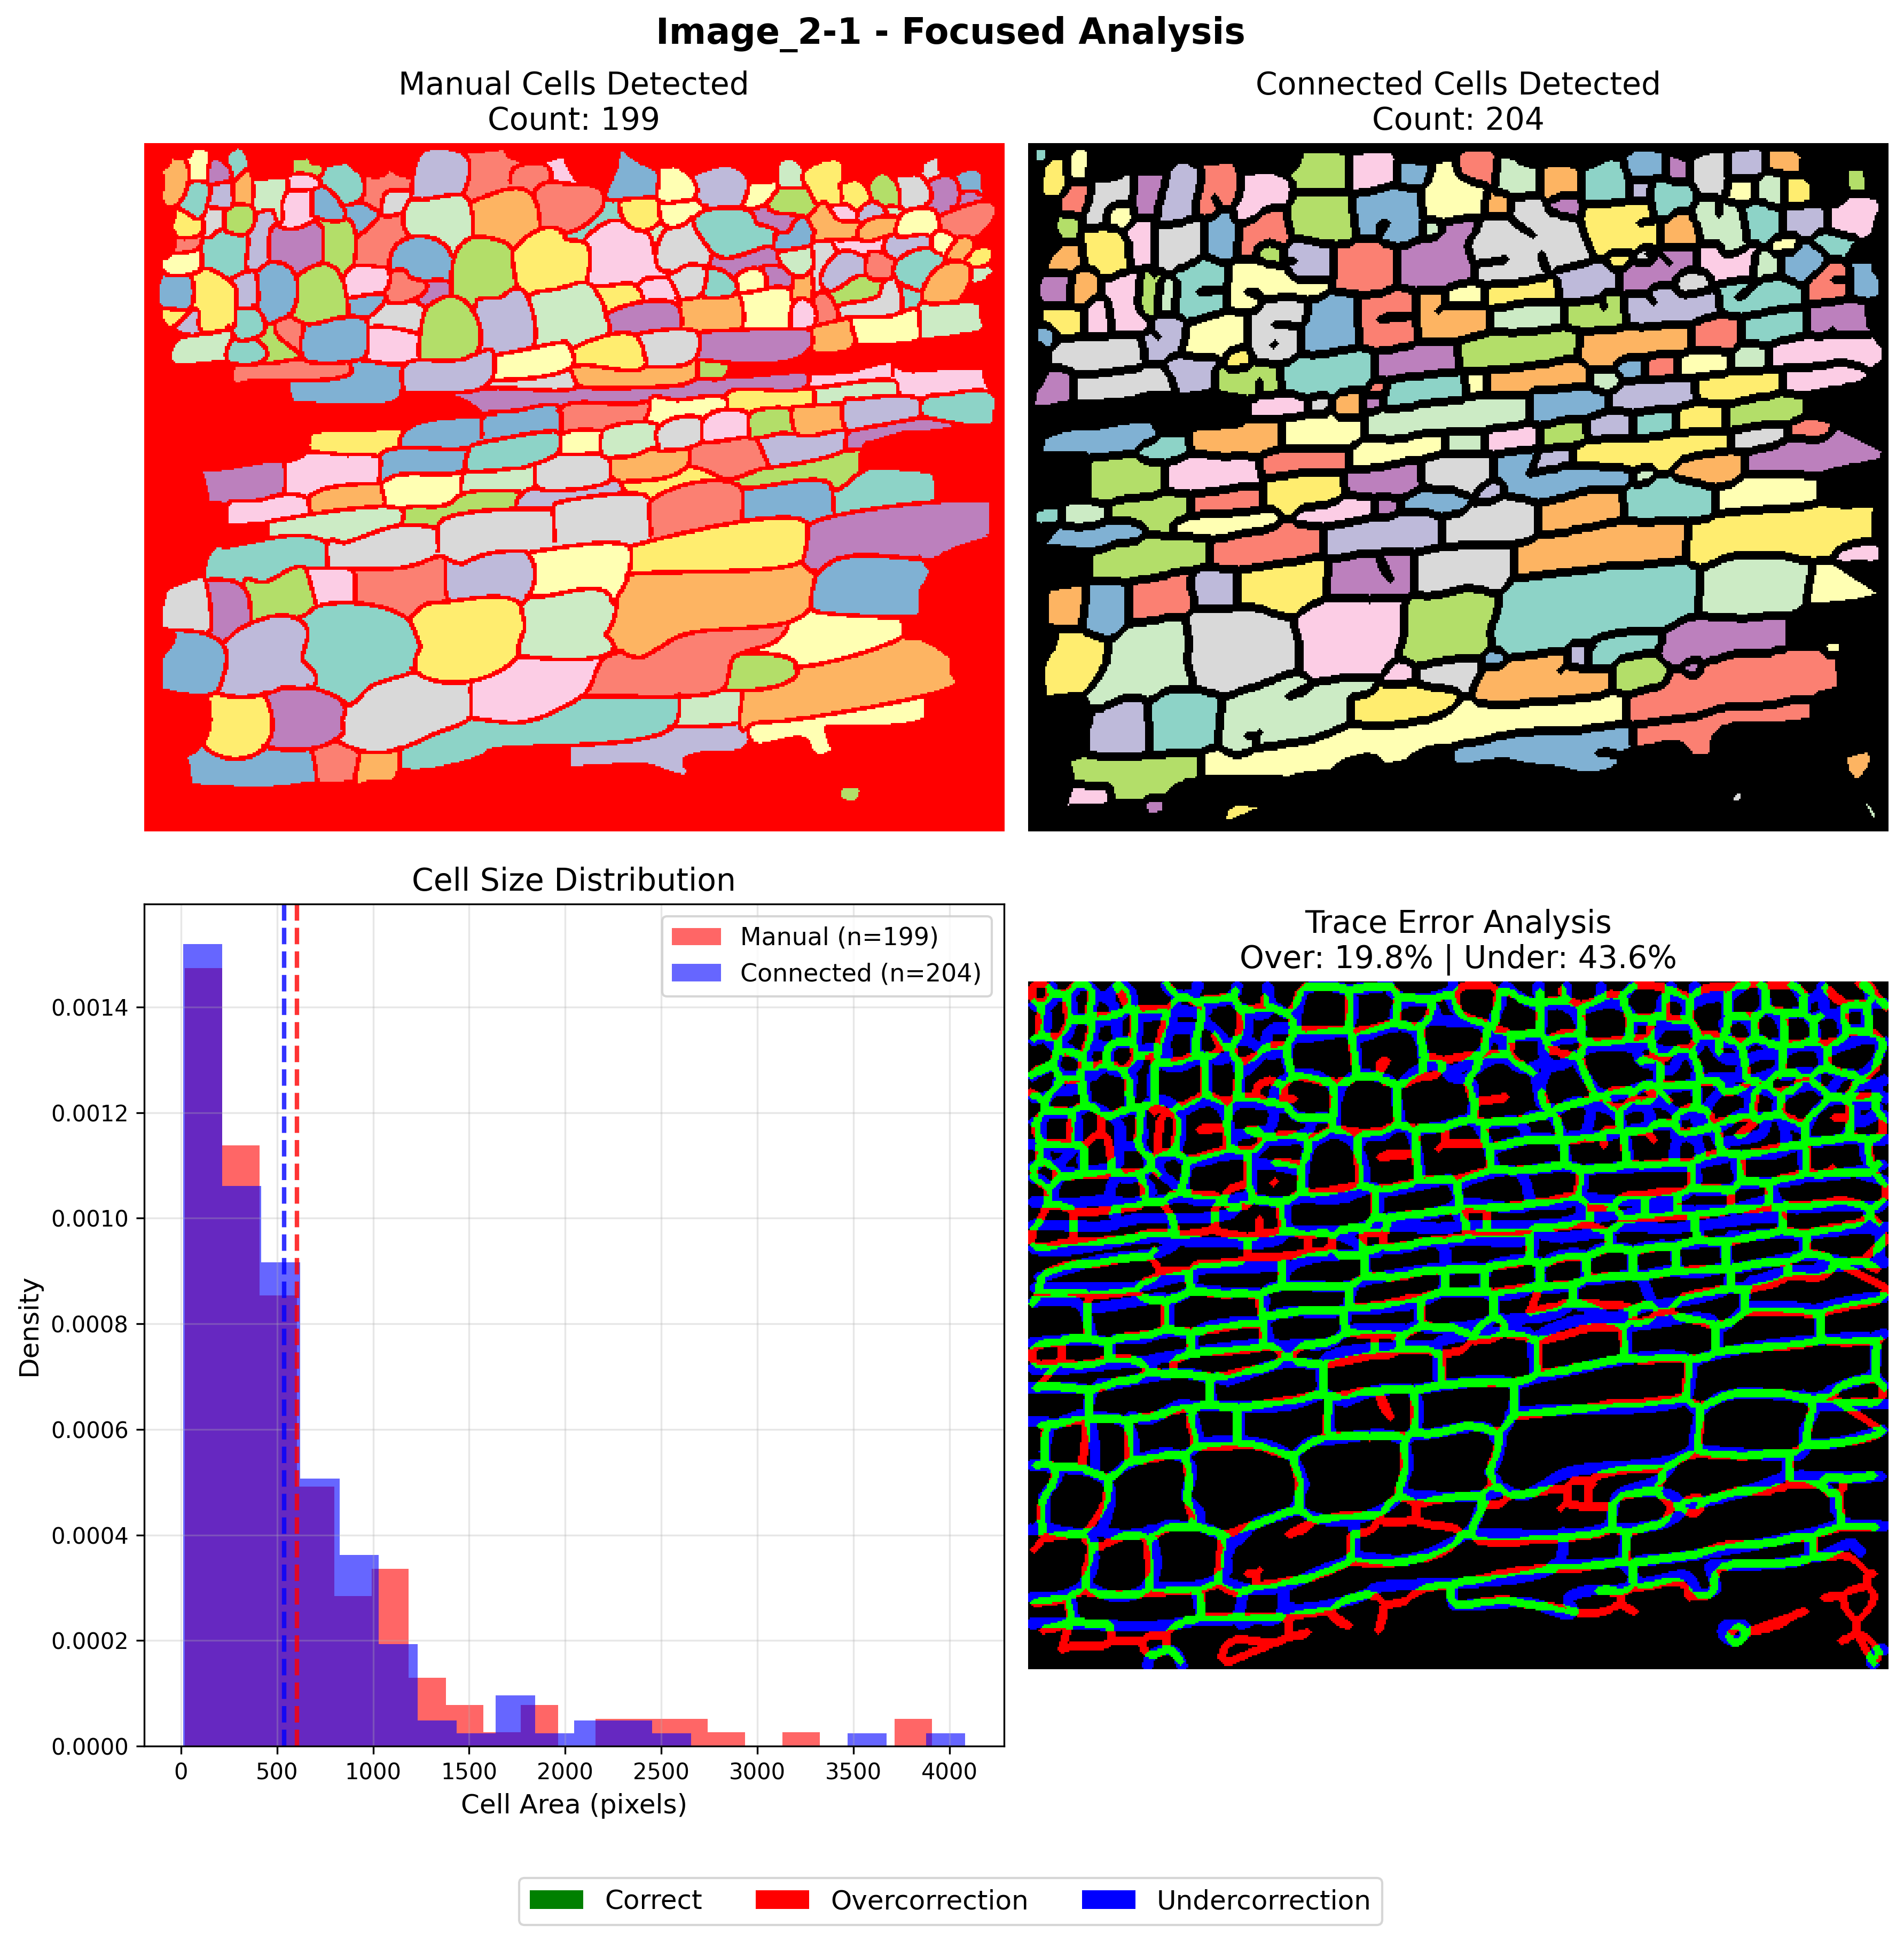 Image_2-1 - Focused Analysis
Manual Cells Detected
Count: 199
Connected Cells Detected
Count: 204
Cell Size Distribution
Manual (n=199)
Connected (n=204)
0.0014
0.0012
0.0010
0.0008
0.0006
0.0004
0.0002
0.0000
Density
0 500 1000 1500 2000 2500 3000 3500 4000
Cell Area (pixels)
Trace Error Analysis
Over: 19.8% | Under: 43.6%
Correct Overcorrection Undercorrection